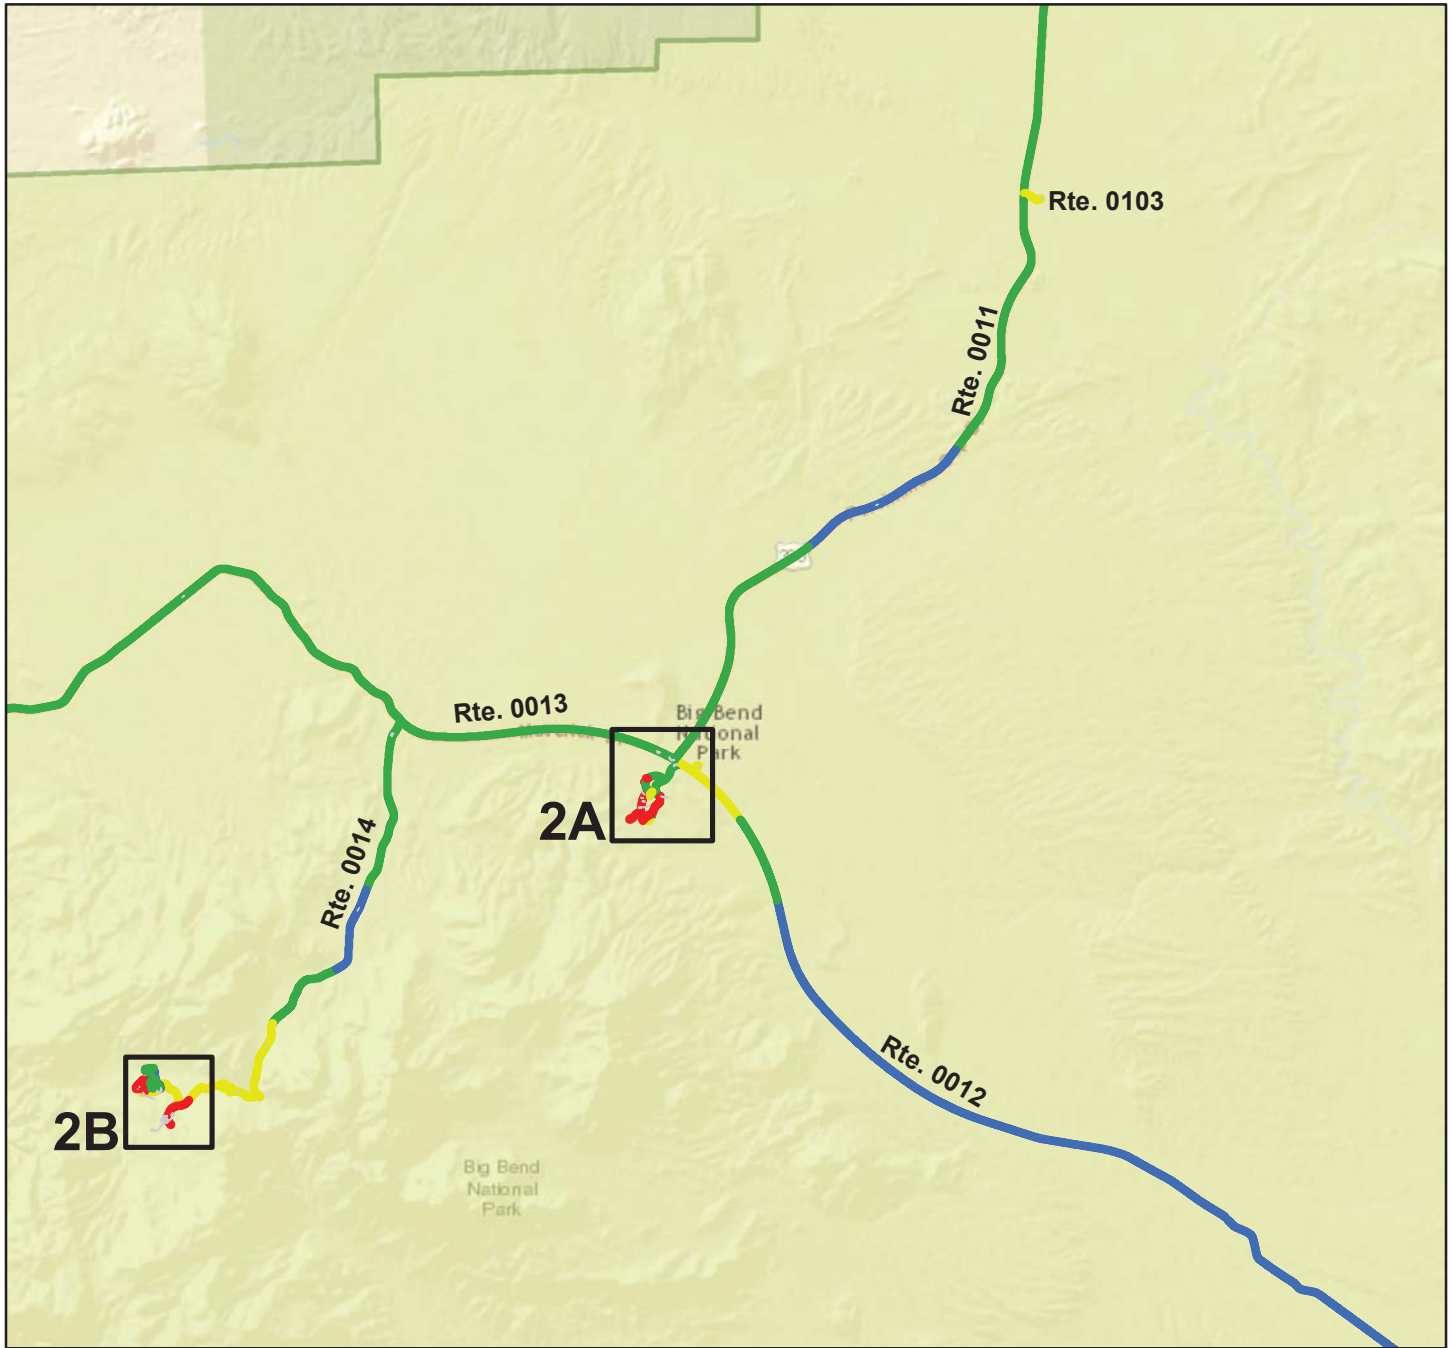 Rte. 0103
Rte. 0011
Rte. 0013
Big Bend
National
Park
2A
Rte. 0014
Rte. 0012
2B
Big Bend
National
Park